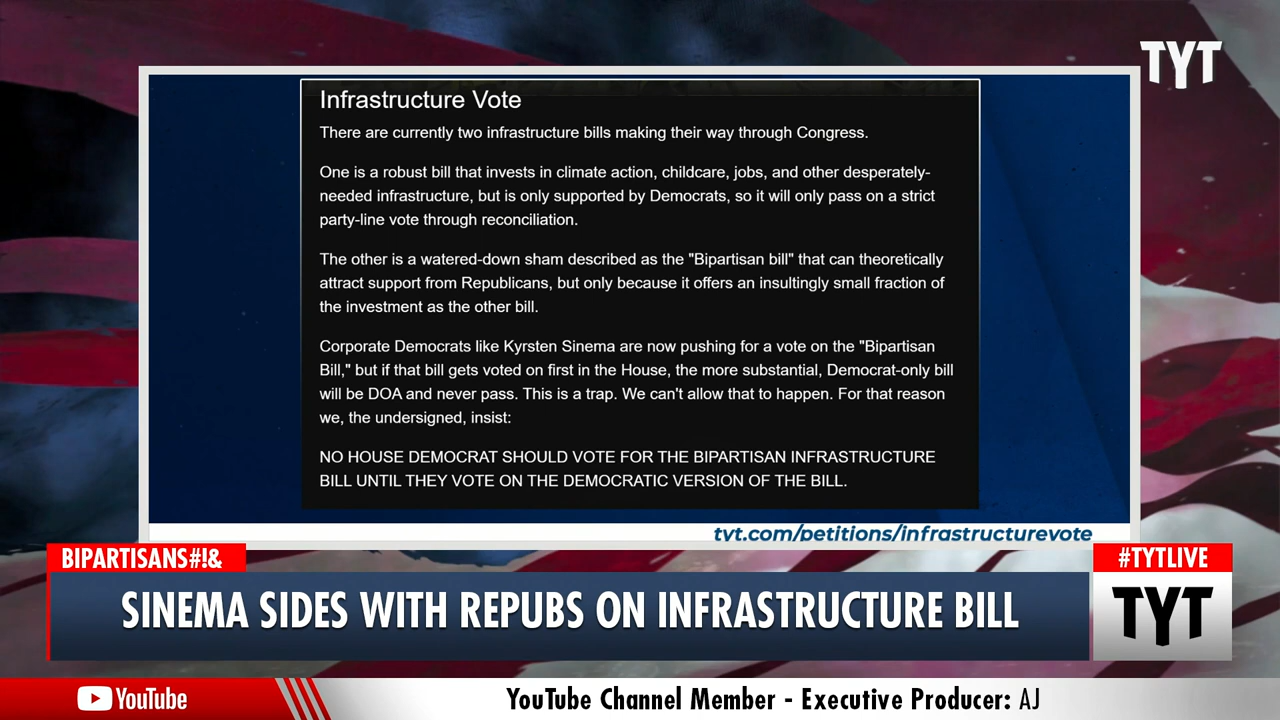 TYT
Infrastructure Vote
There are currently two infrastructure bills making their way through Congress.
One is a robust bill that invests in climate action, childcare, jobs, and other desperately-
needed infrastructure, but is only supported by Democrats, so it will only pass on a strict
party-line vote through reconciliation.
The other is a watered-down sham described as the "Bipartisan bill" that can theoretically
attract support from Republicans, but only because it offers an insultingly small fraction of
the investment as the other bill.
Corporate Democrats like Kyrsten Sinema are now pushing for a vote on the "Bipartisan
Bill," but if that bill gets voted on first in the House, the more substantial, Democrat-only bill
will be DOA and never pass. This is a trap. We can't allow that to happen. For that reason
we, the undersigned, insist:
NO HOUSE DEMOCRAT SHOULD VOTE FOR THE BIPARTISAN INFRASTRUCTURE
BILL UNTIL THEY VOTE ON THE DEMOCRATIC VERSION OF THE BILL.
tyt.com/petitions/infrastructurevote
BIPARTISANS#!&
#TYTLIVE
SINEMA SIDES WITH REPUBS ON INFRASTRUCTURE BILL
TYT
YouTube
YouTube Channel Member - Executive Producer: AJ